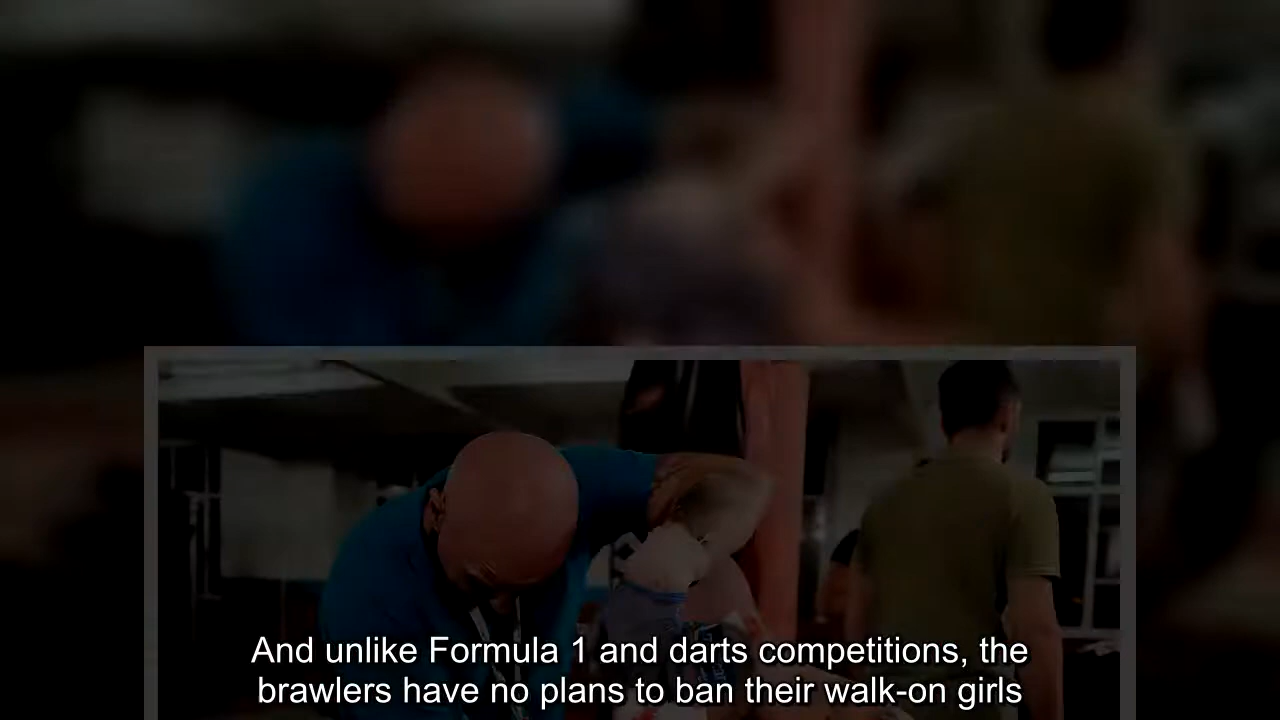 And unlike Formula 1 and darts competitions, the
brawlers have no plans to ban their walk-on girls